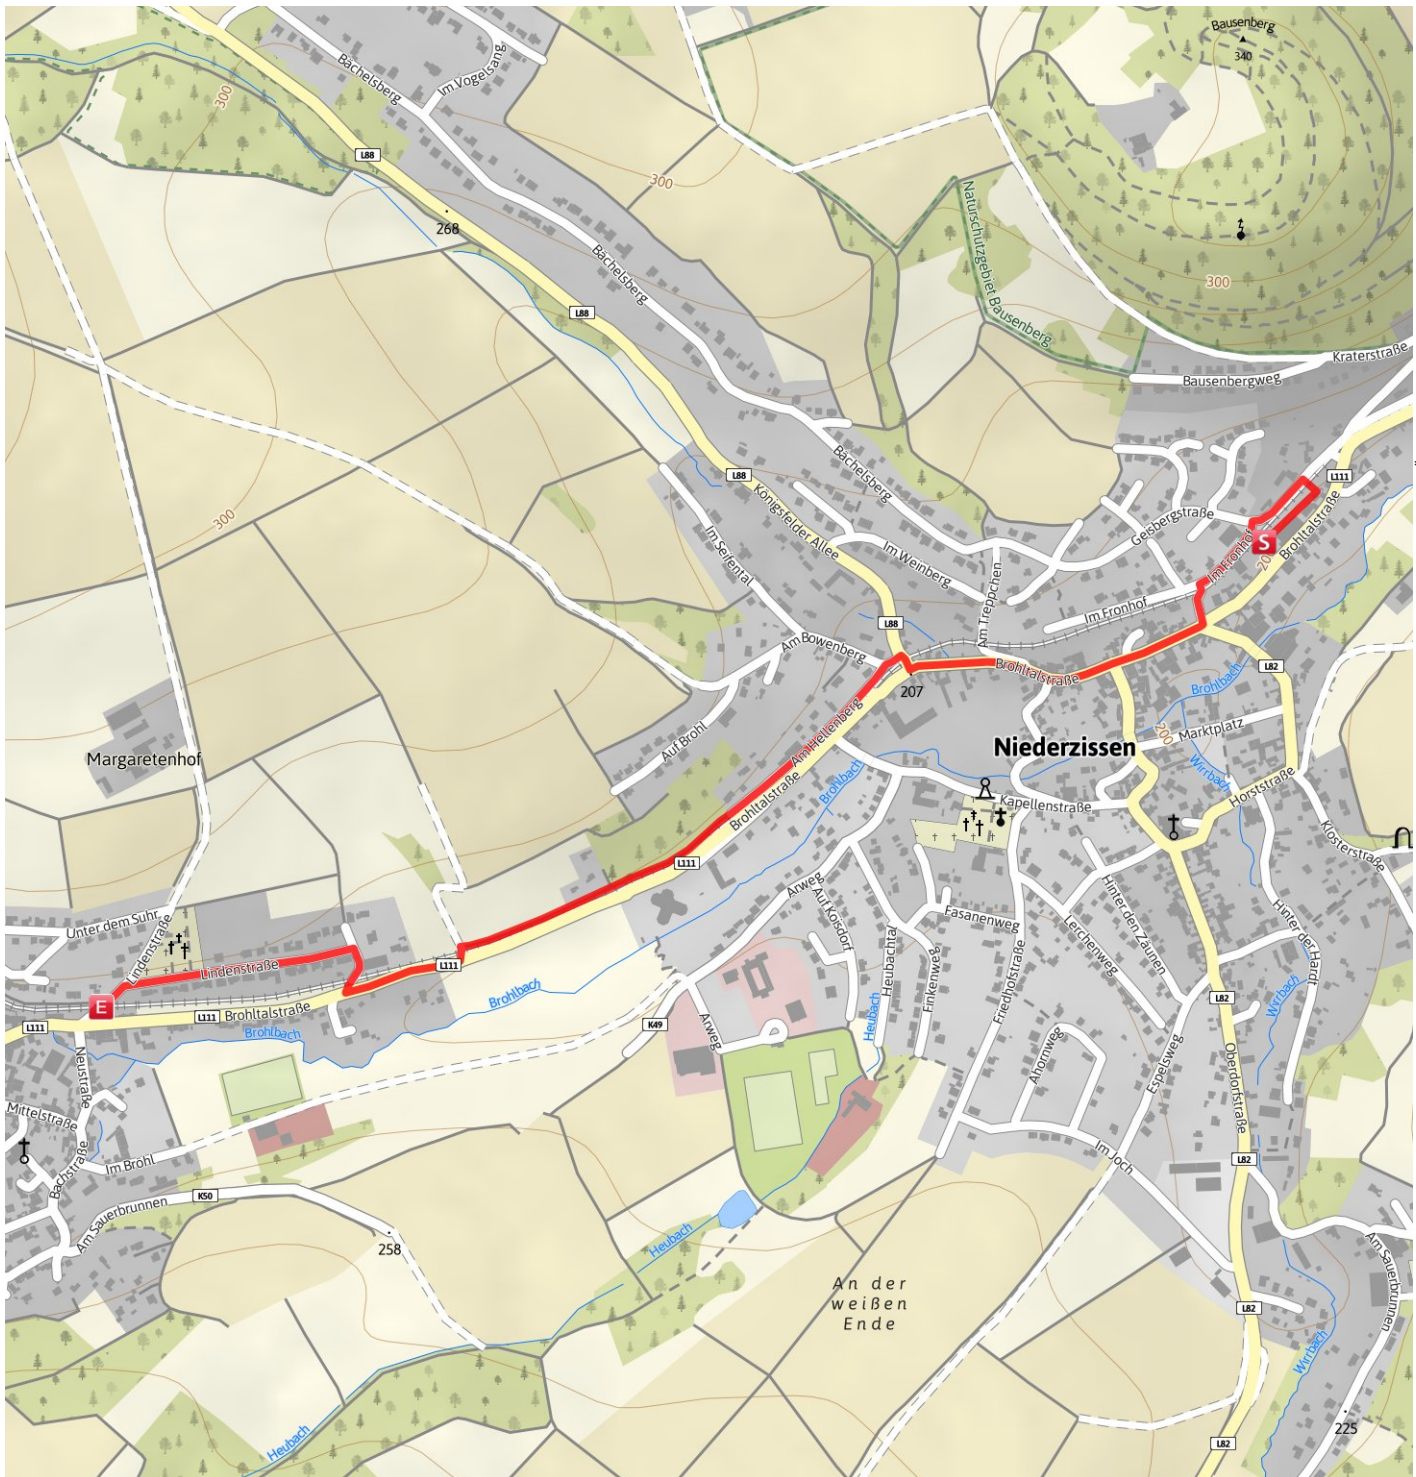 Bausenberg
340
Im Vogelsang
Bächelsberg
300
L88
300
268
Naturschutzgebiet Bausenberg
Bächelsberg
300
L88
Kraterstraße
Bausenbergweg
Bächelsberg
L88
L111
Königsfelder Allee
Geisbergstraße
Brohltalstraße
300
Im Seifental
Im Weinberg
S
Im Fronhof
Am Treppchen
Im Fronhof
L88
Am Bowenberg
Brohltalstraße
L82
Brohlbach
207
Am Hellenberg
Auf Brohl
200
Marktplatz
Niederzissen
Margaretenhof
Brohlbach
Wirrbach
Brohltalstraße
Horststraße
Kapellenstraße
Klosterstraße
L111
Arweg
Auf Koisdorf
Hinter den Zäunen
Fasanenweg
Lerchenweg
Hinter der Hardt
Unter dem Suhr
Lindenstraße
Lindenstraße
L111
Heubachtal
Finkenweg
Friedhofstraße
Brohlbach
Wirrbach
E
L111
Brohltalstraße
L111
Brohlbach
K49
Arweg
Heubach
L82
Neustraße
Ahornweg
Espelsweg
Oberdorfstraße
Mittelstraße
Im Brohl
Bachstraße
Im Joch
L82
K50
Am Sauerbrunnen
258
Heubach
Am Sauerbrunnen
An der
weißen
Ende
L82
Wirrbach
225
Heubach
L82